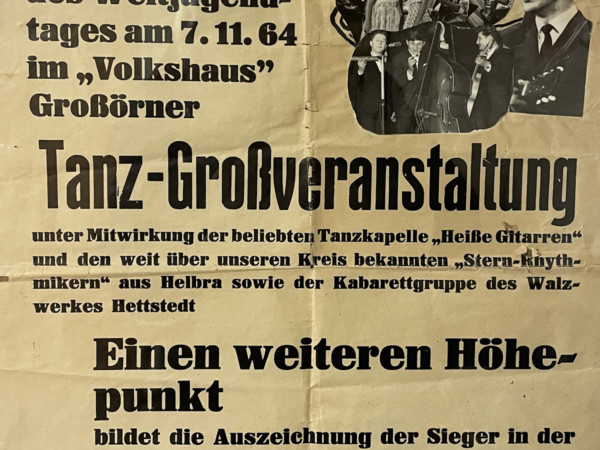 des Weltjugend-
tages am 7. 11. 64
im „Volkshaus”
Großörner
Tanz-Großveranstaltung
unter Mitwirkung der beliebten Tanzkapelle „Heiße Gitarren“
und den weit über unseren Kreis bekannten „Stern-Rhyth-
mikern“ aus Helbra sowie der Kabarettgruppe des Walz-
werkes Hettstedt
Einen weiteren Höhe-
punkt
bildet die Auszeichnung der Sieger in der